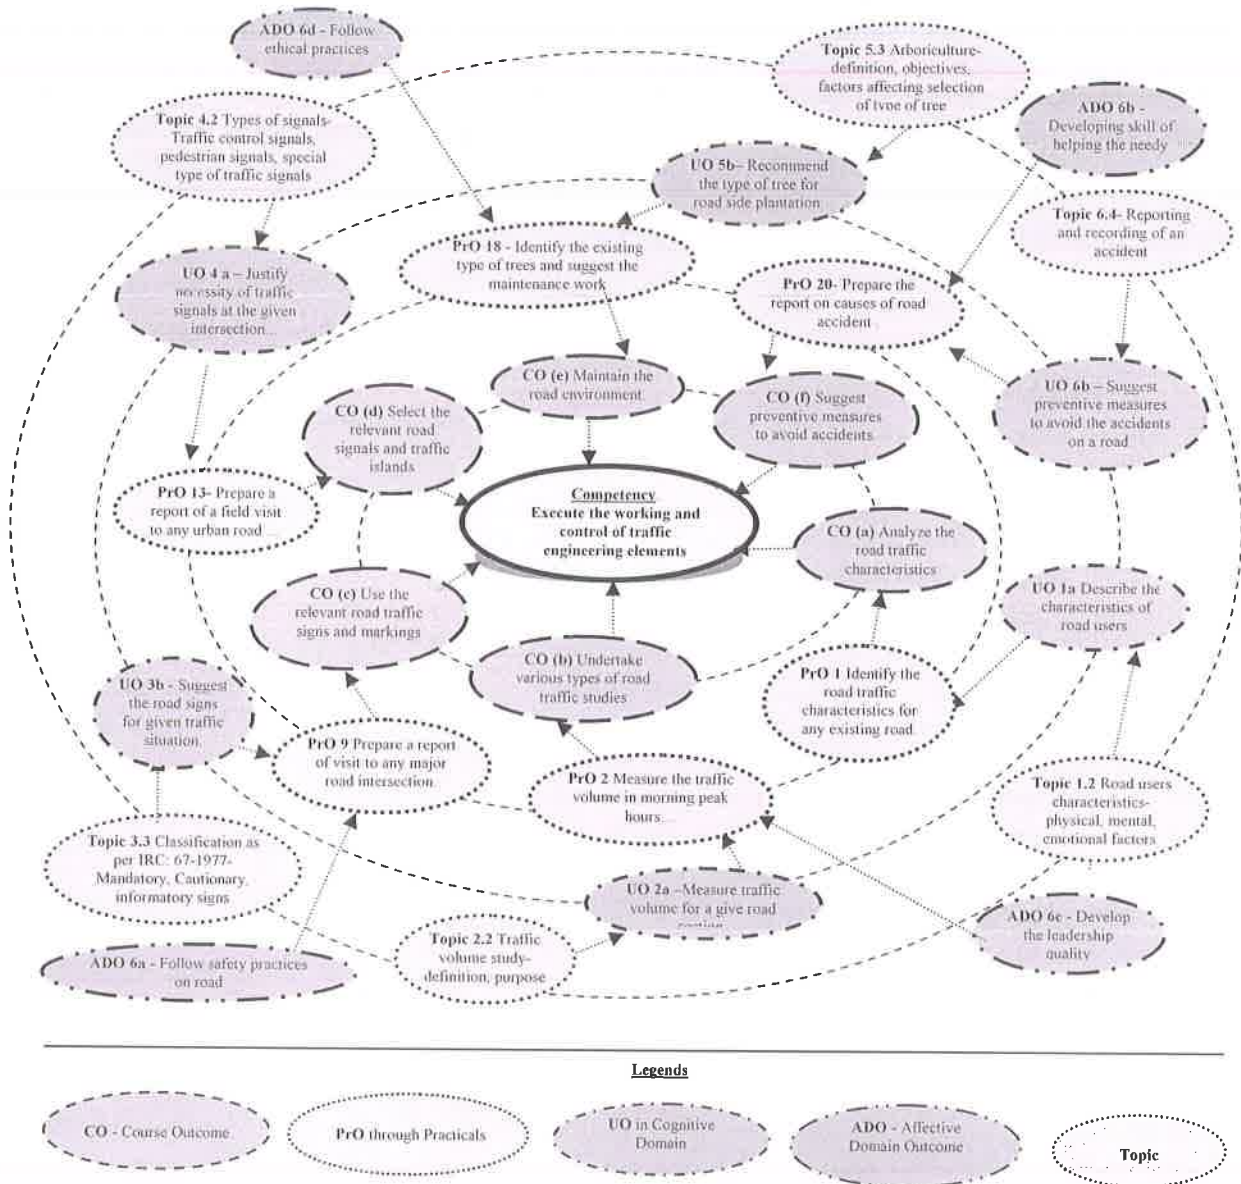 ADO 6d - Follow
ethical practices
Topic 5.3 Arboriculture-
definition, objectives,
factors affecting selection
of type of tree
ADO 6b -
Developing skill of
helping the needy
Topic 4.2 Types of signals-
Traffic control signals,
pedestrian signals, special
type of traffic signals
UO 5b– Recommend
the type of tree for
road side plantation
Topic 6.4- Reporting
and recording of an
accident
PrO 18 - Identify the existing
type of trees and suggest the
maintenance work
UO 4 a – Justify
necessity of traffic
signals at the given
intersection...
PrO 20- Prepare the
report on causes of road
accident
CO (e) Maintain the
road environment.
CO (d) Select the
relevant road
signals and traffic
islands
CO (f) Suggest
preventive measures
to avoid accidents.
UO 6b – Suggest
preventive measures
to avoid the accidents
on a road
PrO 13- Prepare a
report of a field visit
to any urban road ...
Competency
Execute the working and
control of traffic
engineering elements
CO (a) Analyze the
road traffic
characteristics
CO (c) Use the
relevant road traffic
signs and markings
UO 1a Describe the
characteristics of
road users
CO (b) Undertake
various types of road
traffic studies
PrO 1 Identify the
road traffic
characteristics for
any existing road.
UO 3b - Suggest
the road signs
for given traffic
situation.
PrO 9 Prepare a report
of visit to any major
road intersection.
PrO 2 Measure the traffic
volume in morning peak
hours...
Topic 1.2 Road users
characteristics-
physical, mental,
emotional factors
Topic 3.3 Classification as
per IRC: 67-1977-
Mandatory, Cautionary,
informatory signs
UO 2a –Measure traffic
volume for a give road
ADO 6c - Develop
the leadership
quality
Topic 2.2 Traffic
volume study-
definition, purpose
ADO 6a - Follow safety practices
on road
Legends
CO - Course Outcome
PrO through Practicals
UO in Cognitive
Domain
ADO - Affective
Domain Outcome
Topic